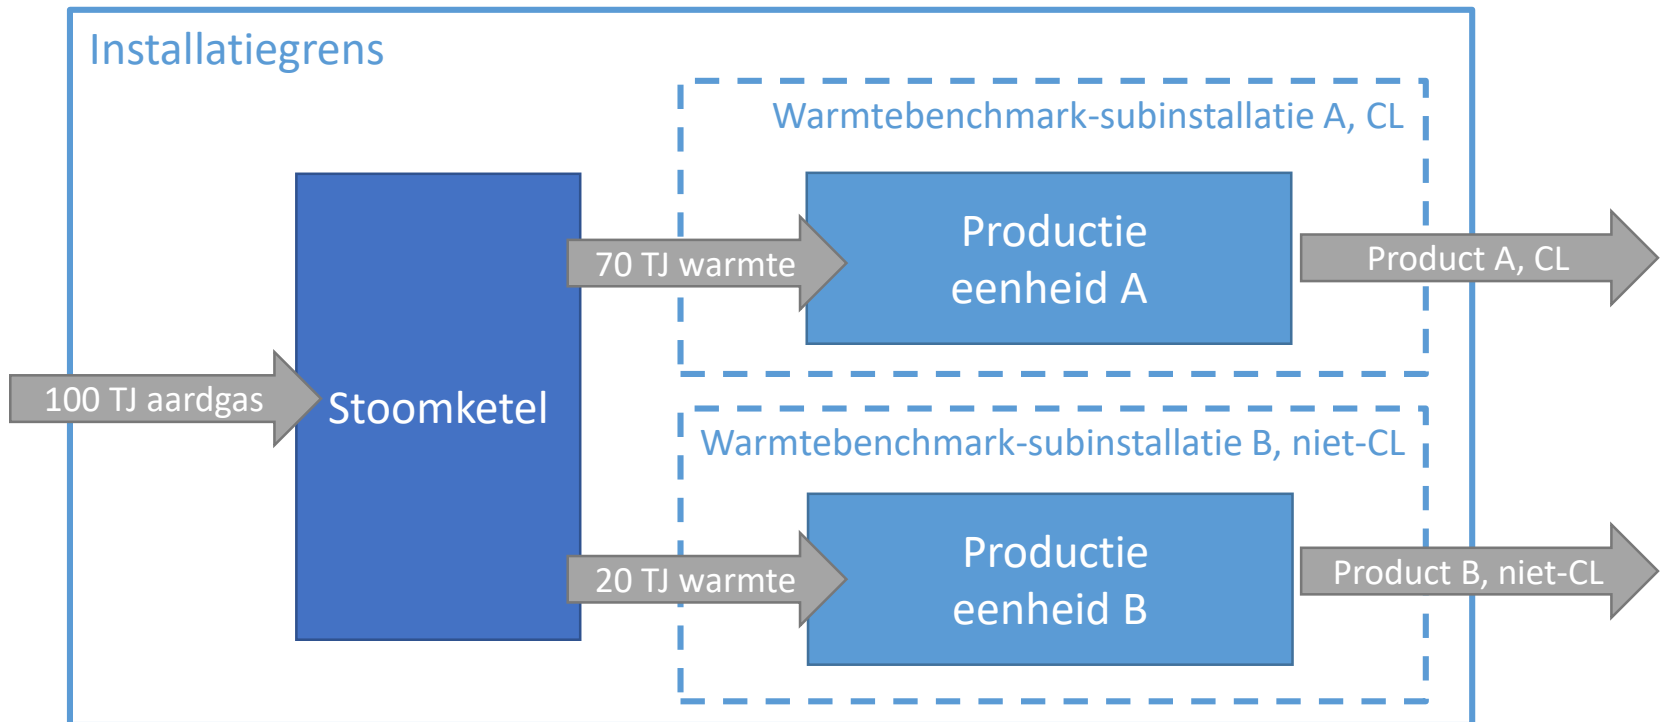 Installatiegrens
Warmtebenchmark-subinstallatie A, CL
Productie
eenheid A
70 TJ warmte
Product A, CL
100 TJ aardgas
Stoomketel
Warmtebenchmark-subinstallatie B, niet-CL
Productie
eenheid B
20 TJ warmte
Product B, niet-CL